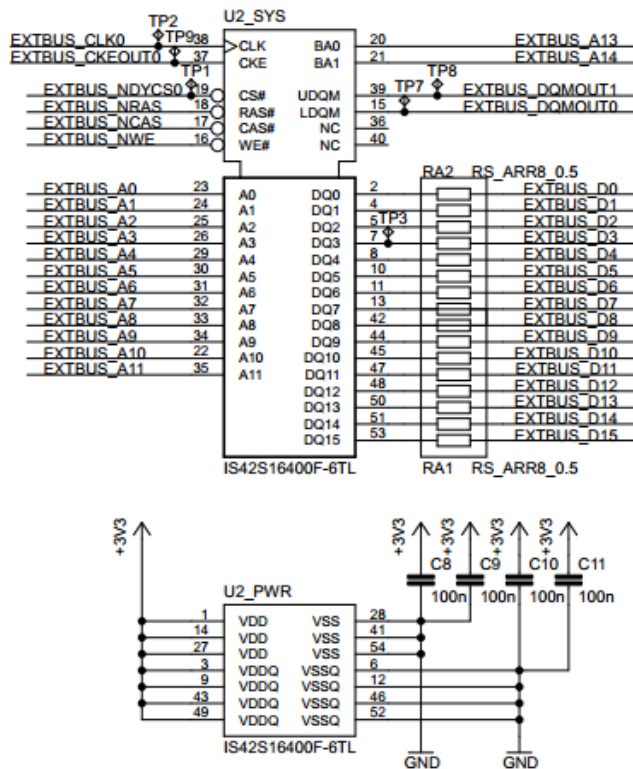 TP2
U2_SYS
EXTBUS_CLK0 TP9 38 CLK BA0 20 EXTBUS_A13
EXTBUS_CKEOUT0 37 CKE BA1 21 EXTBUS_A14
TP1 TP8
EXTBUS_NDYCS0 19 CS# UDQM 39 EXTBUS_DQMOUT1
EXTBUS_NRAS 18 RAS# LDQM 15 TP7 EXTBUS_DQMOUT0
EXTBUS_NCAS 17 CAS# NC 36
EXTBUS_NWE 16 WE# NC 40
RA2 RS_ARR8_0.5
EXTBUS_A0 23 A0 DQ0 2 EXTBUS_D0
EXTBUS_A1 24 A1 DQ1 4 EXTBUS_D1
EXTBUS_A2 25 A2 DQ2 5 TP3 EXTBUS_D2
EXTBUS_A3 26 A3 DQ3 7 EXTBUS_D3
EXTBUS_A4 29 A4 DQ4 8 EXTBUS_D4
EXTBUS_A5 30 A5 DQ5 10 EXTBUS_D5
EXTBUS_A6 31 A6 DQ6 11 EXTBUS_D6
EXTBUS_A7 32 A7 DQ7 13 EXTBUS_D7
EXTBUS_A8 33 A8 DQ8 42 EXTBUS_D8
EXTBUS_A9 34 A9 DQ9 44 EXTBUS_D9
EXTBUS_A10 22 A10 DQ10 45 EXTBUS_D10
EXTBUS_A11 35 A11 DQ11 47 EXTBUS_D11
DQ12 48 EXTBUS_D12
DQ13 50 EXTBUS_D13
DQ14 51 EXTBUS_D14
DQ15 53 EXTBUS_D15
IS42S16400F-6TL RA1 RS_ARR8_0.5
+3V3 +3V3 +3V3 +3V3 +3V3
C8 C9 C10 C11
100n 100n 100n 100n
U2_PWR
1 VDD VSS 28
14 VDD VSS 41
27 VDD VSS 54
3 VDDQ VSSQ 6
9 VDDQ VSSQ 12
43 VDDQ VSSQ 46
49 VDDQ VSSQ 52
IS42S16400F-6TL
GND GND